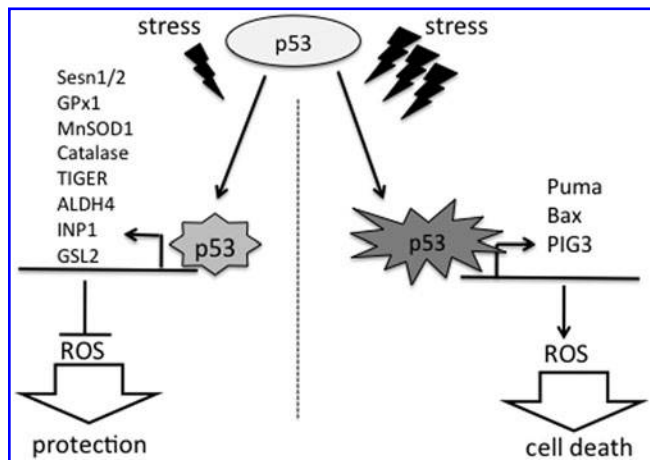 stress
p53
stress
Sesn1/2
GPx1
MnSOD1
Catalase
TIGER
ALDH4
INP1
GSL2
p53
p53
Puma
Bax
PIG3
ROS
protection
ROS
cell death